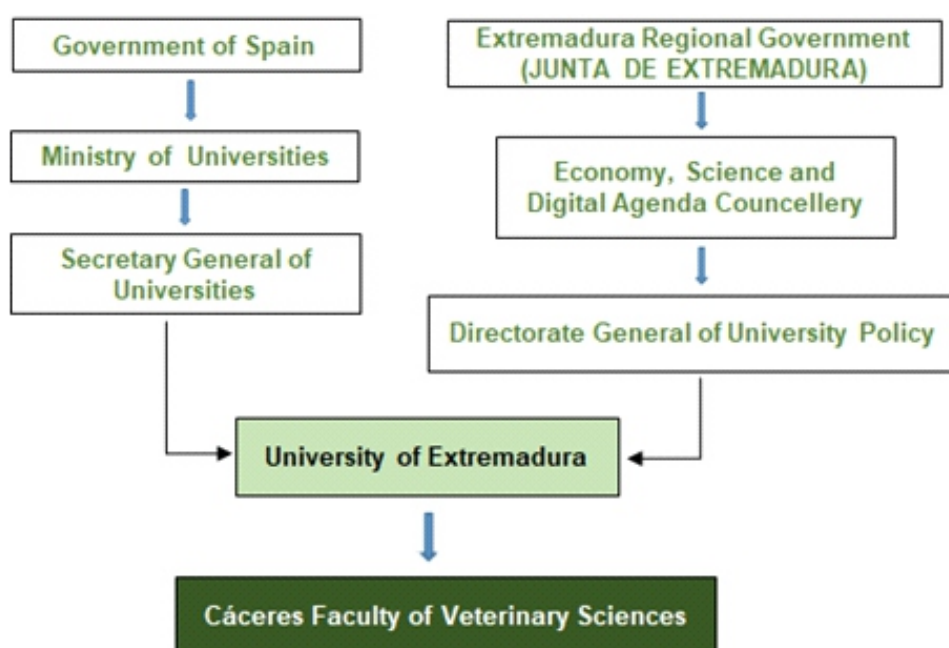 Government of Spain
Ministry of Universities
Secretary General of
Universities
Extremadura Regional Government
(JUNTA DE EXTREMADURA)
Economy, Science and
Digital Agenda Councellery
Directorate General of University Policy
University of Extremadura
Cáceres Faculty of Veterinary Sciences